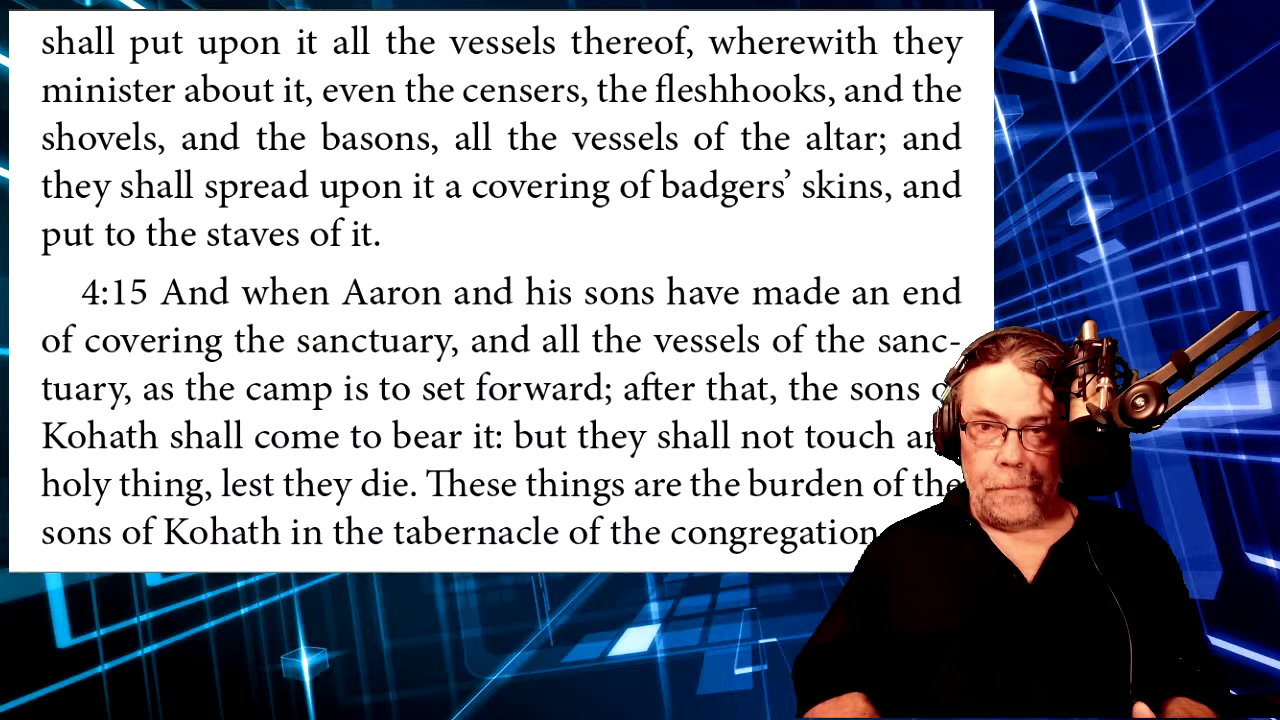 shall put upon it all the vessels thereof, wherewith they
minister about it, even the censers, the fleshhooks, and the
shovels, and the basons, all the vessels of the altar; and
they shall spread upon it a covering of badgers’ skins, and
put to the staves of it.
4:15 And when Aaron and his sons have made an end
of covering the sanctuary, and all the vessels of the sanc-
tuary, as the camp is to set forward; after that, the sons
Kohath shall come to bear it: but they shall not touch
holy thing, lest they die. These things are the burden of the
sons of Kohath in the tabernacle of the congregation